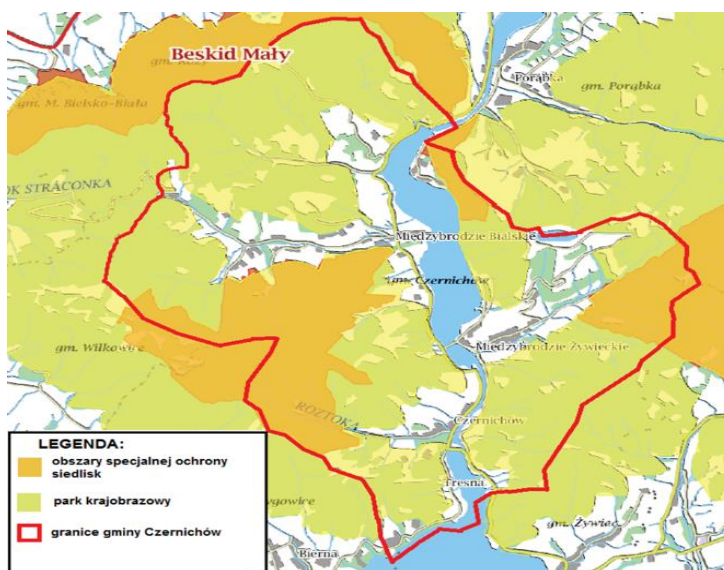 Beskid Mały
Porąbka
gm. Porąbka
gm. M. Bielsko-Biała
OK STRACONKA
Międzybrodzie Bialskie
gm. Czernichów
gm. Wilkowice
Międzybrodzie Żywieckie
ROZTOKA
Czernichów
Tresna
gm. Żywiec
Bierna
LEGENDA:
obszary specjalnej ochrony
siedlisk
park krajobrazowy
granice gminy Czernichów